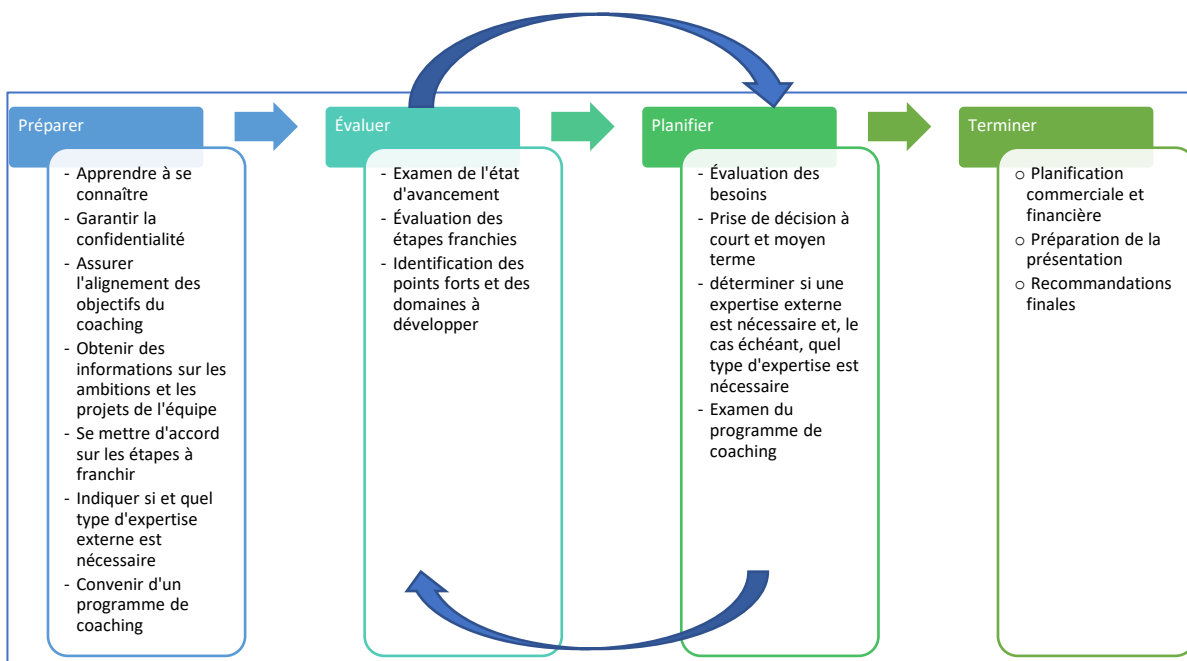 Préparer
- Apprendre à se
connaître
- Garantir la
confidentialité
- Assurer
l'alignement des
objectifs du
coaching
- Obtenir des
informations sur les
ambitions et les
projets de l'équipe
- Se mettre d'accord
sur les étapes à
franchir
- Indiquer si et quel
type d'expertise
externe est
nécessaire
- Convenir d'un
programme de
coaching
Évaluer
- Examen de l'état
d'avancement
- Évaluation des
étapes franchies
- Identification des
points forts et des
domaines à
développer
Planifier
- Évaluation des
besoins
- Prise de décision à
court et moyen
terme
- déterminer si une
expertise externe
est nécessaire et, le
cas échéant, quel
type d'expertise est
nécessaire
- Examen du
programme de
coaching
Terminer
o Planification
commerciale et
financière
o Préparation de la
présentation
o Recommandations
finales